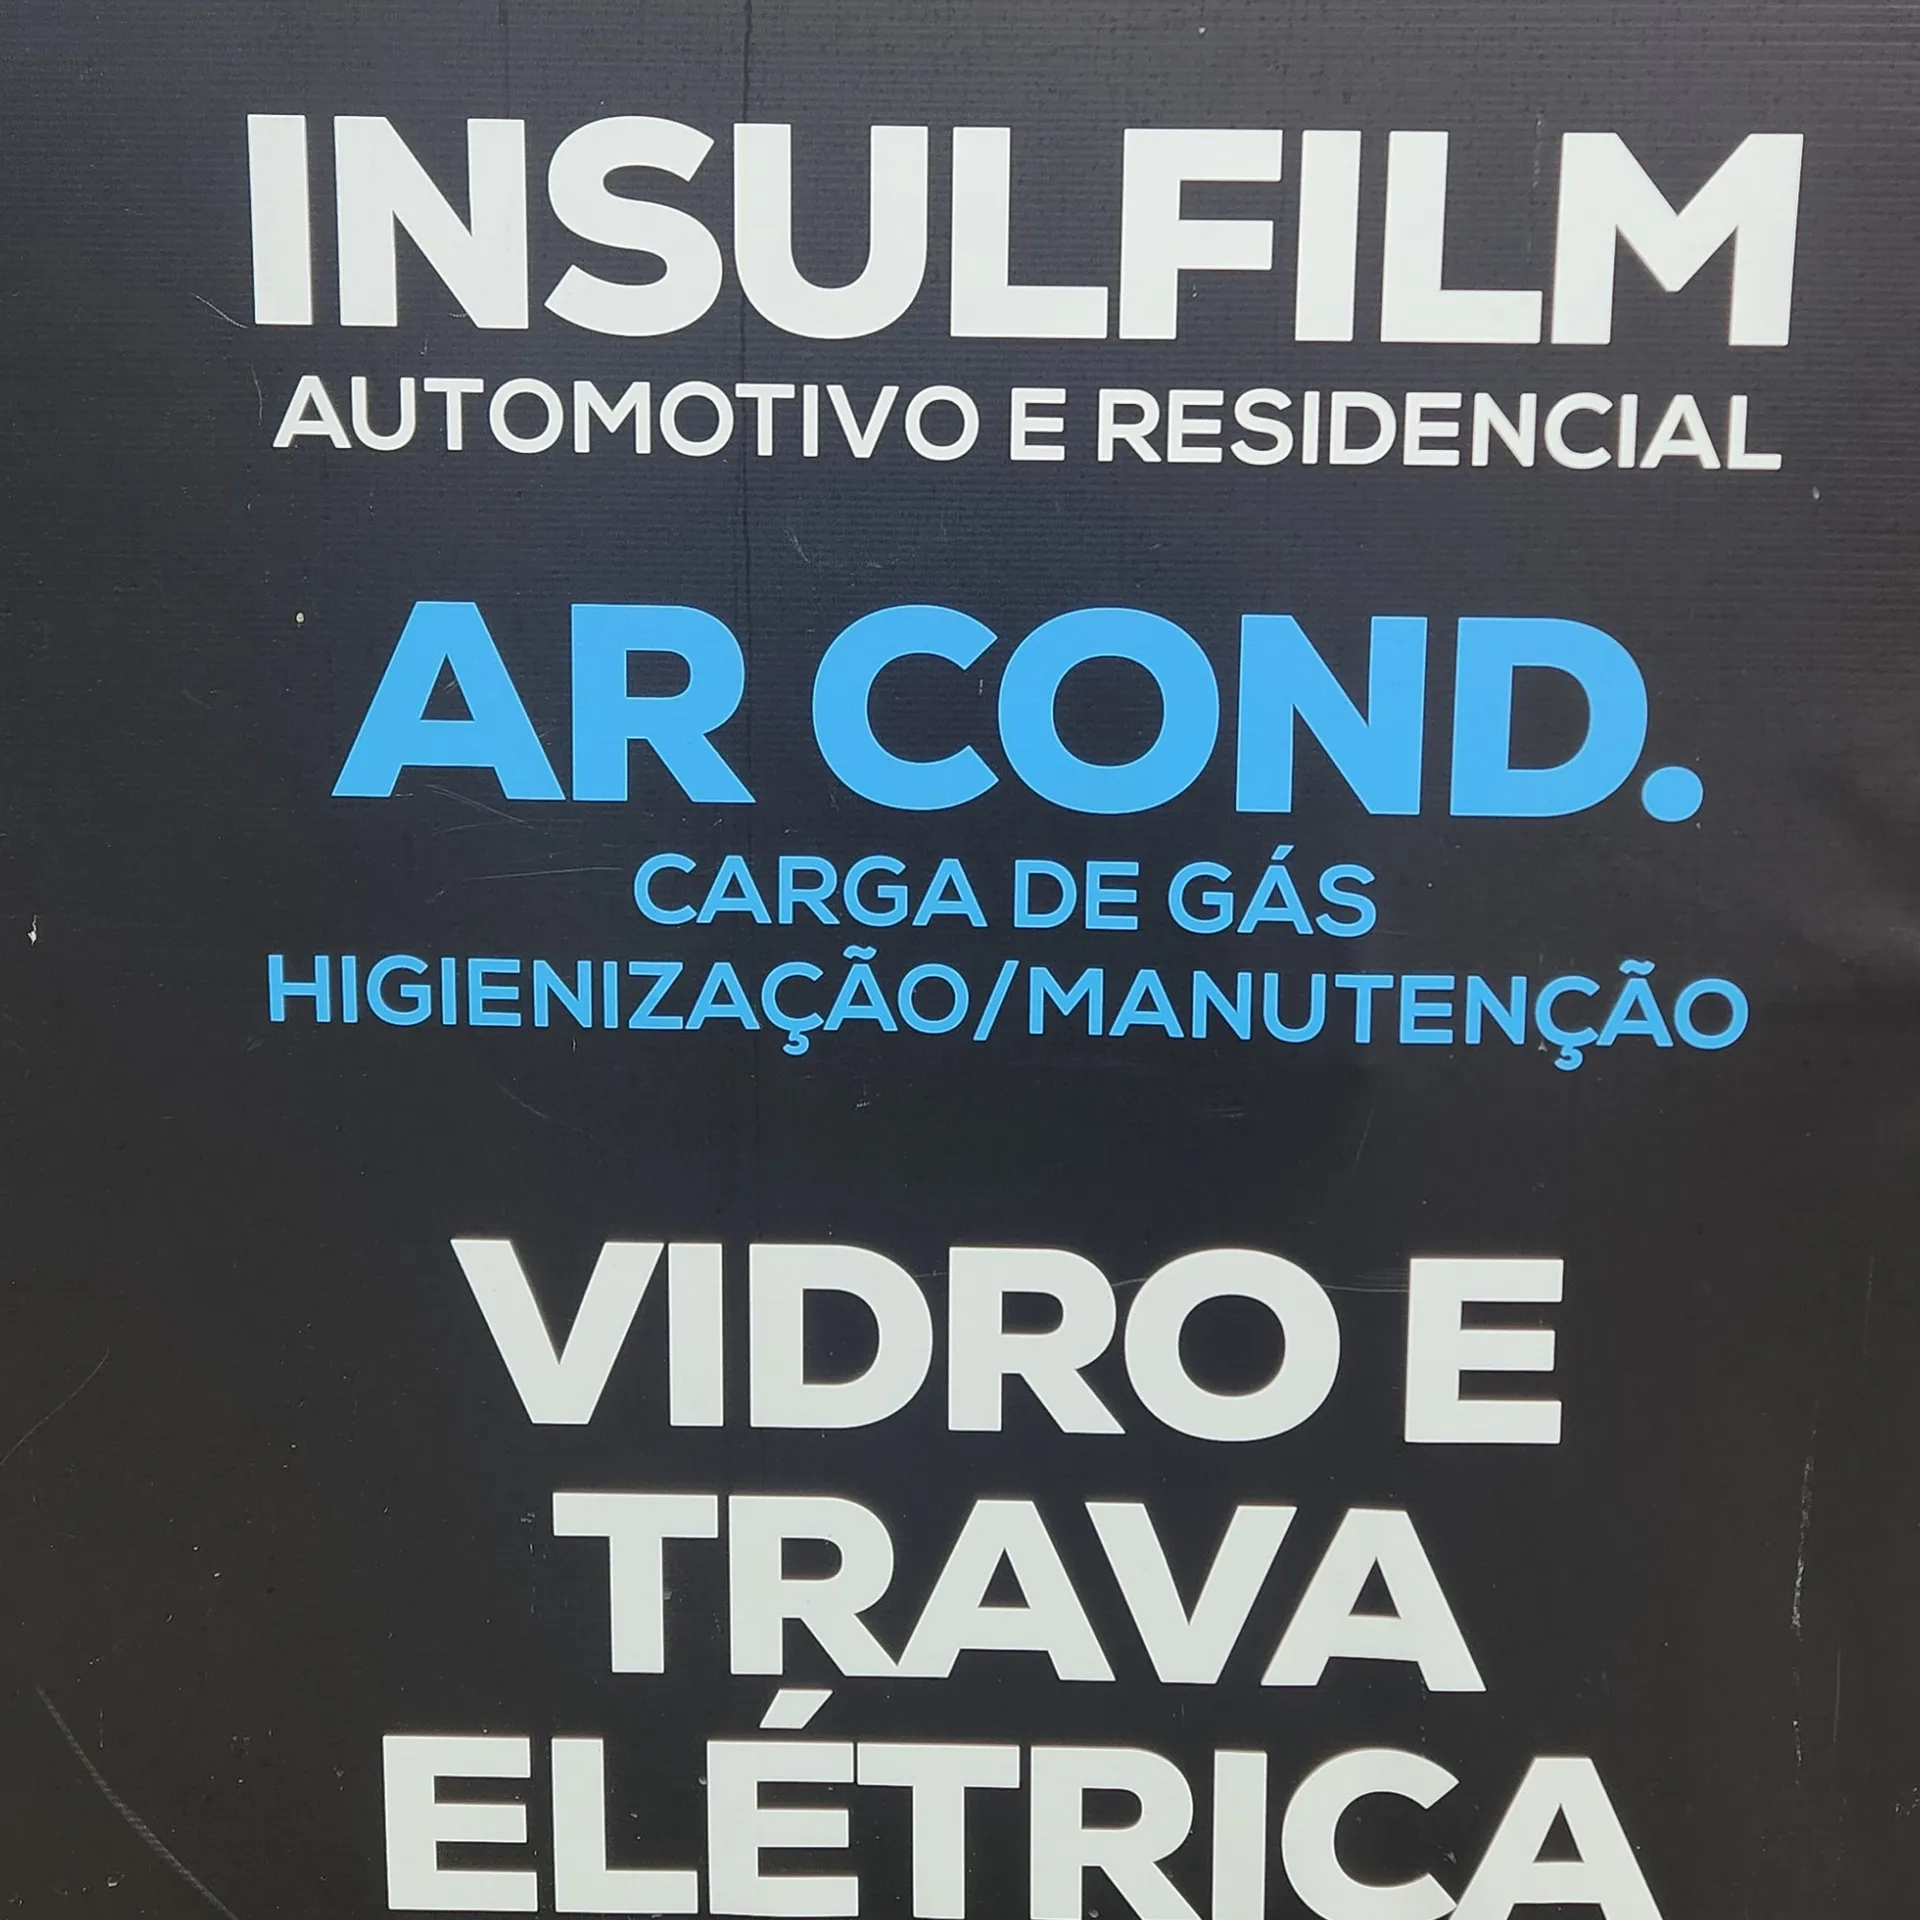 INSULFILM
AUTOMOTIVO E RESIDENCIAL
AR COND.
CARGA DE GÁS
HIGIENIZAÇÃO/MANUTENÇÃO
VIDRO E
TRAVA
ELÉTRICA